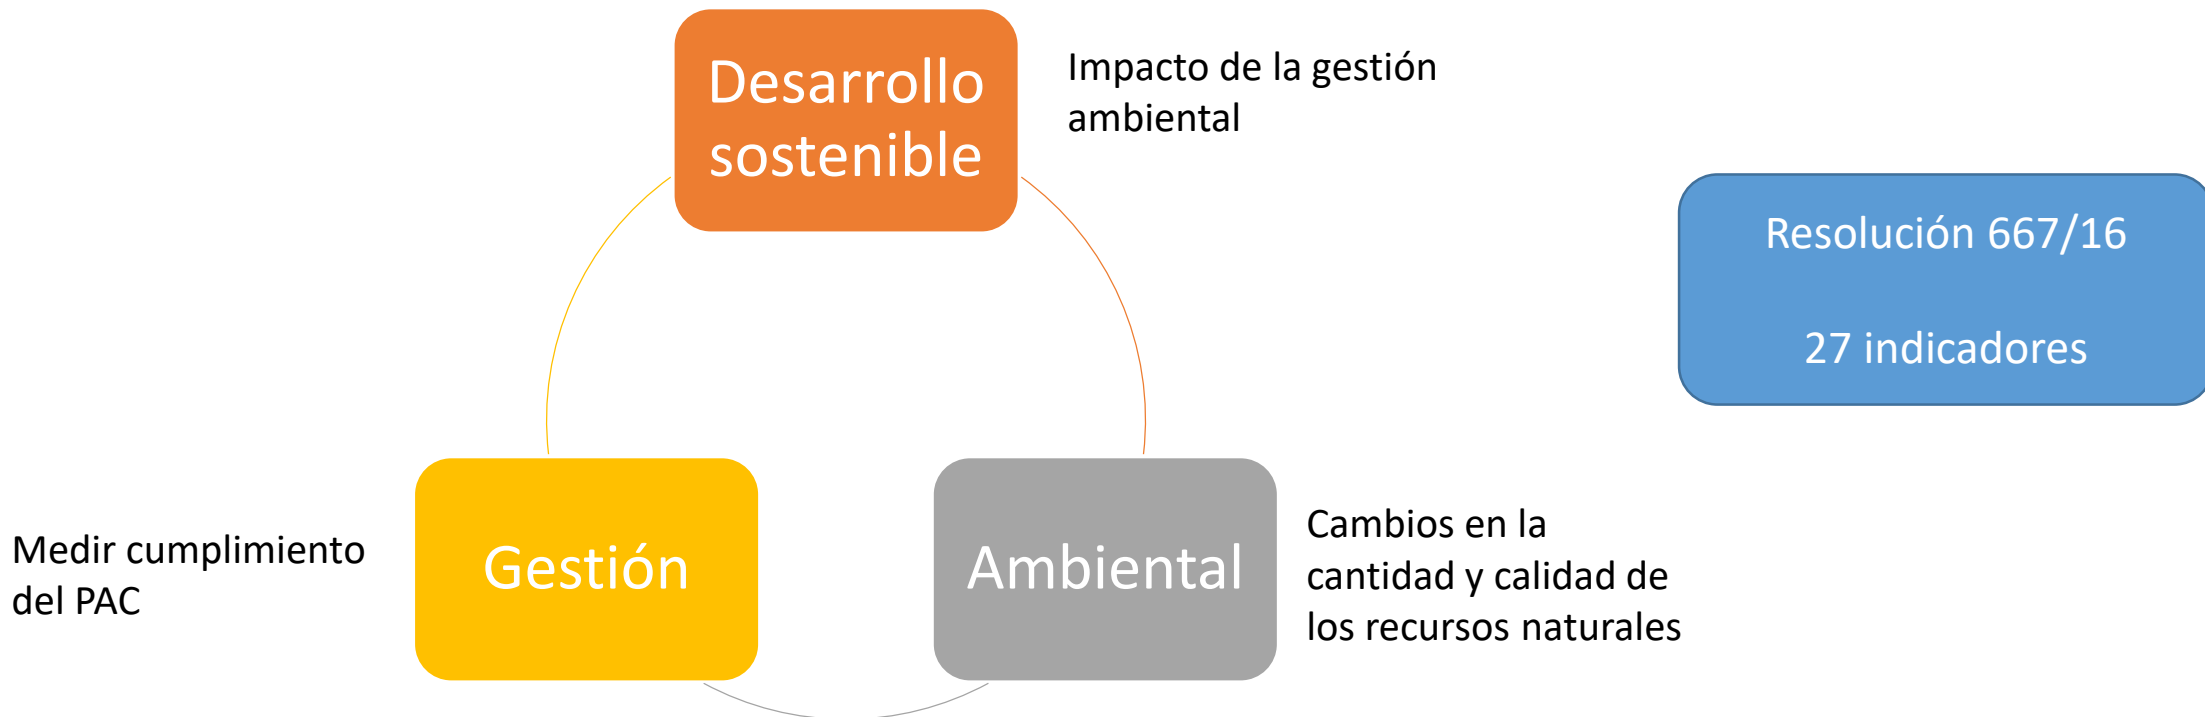 Desarrollo
sostenible
Impacto de la gestión
ambiental
Resolución 667/16
27 indicadores
Medir cumplimiento
del PAC
Gestión
Ambiental
Cambios en la
cantidad y calidad de
los recursos naturales